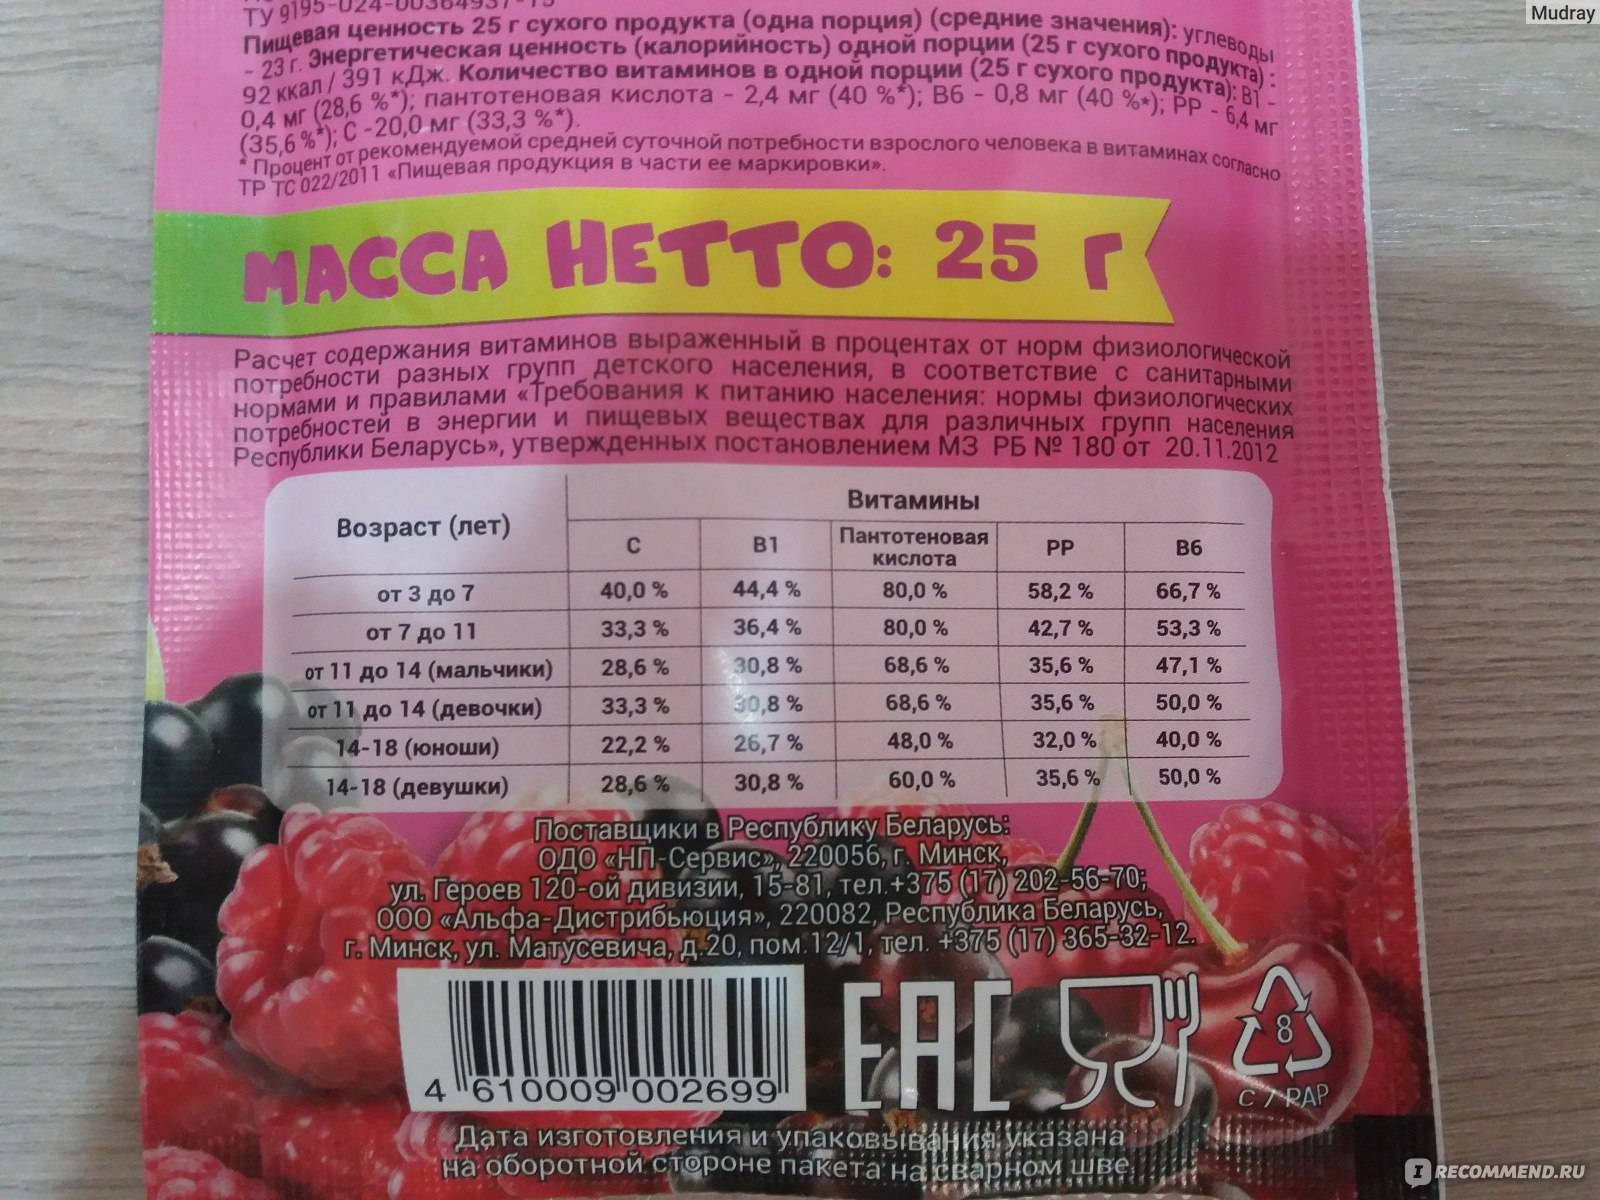 Mudray
ТУ 9195-024-00364937-15
Пищевая ценность 25 г сухого продукта (одна порция) (средние значения): углеводы
- 23 г. Энергетическая ценность (калорийность) одной порции (25 г сухого продукта) :
92 ккал / 391 кДж. Количество витаминов в одной порции (25 г сухого продукта): В1 -
0,4 мг (28,6 %*); пантотеновая кислота - 2,4 мг (40 %*); В6 - 0,8 мг (40 %*); РР - 6,4 мг
(35,6 %*); С -20,0 мг (33,3 %*).
* Процент от рекомендуемой средней суточной потребности взрослого человека в витаминах согласно
ТР ТС 022/2011 «Пищевая продукция в части ее маркировки».
МАССА НЕТТО: 25 г
Расчет содержания витаминов выраженный в процентах от норм физиологической
потребности разных групп детского населения, в соответствие с санитарными
нормами и правилами «Требования к питанию населения: нормы физиологических
потребностей в энергии и пищевых веществах для различных групп населения
Республики Беларусь», утвержденных постановлением МЗ РБ № 180 от 20.11.2012
Витамины
Возраст (лет)
С В1 Пантотеновая кислота РР В6
от 3 до 7 40,0 % 44,4 % 80,0 % 58,2 % 66,7 %
от 7 до 11 33,3 % 36,4 % 80,0 % 42,7 % 53,3 %
от 11 до 14 (мальчики) 28,6 % 30,8 % 68,6 % 35,6 % 47,1 %
от 11 до 14 (девочки) 33,3 % 30,8 % 68,6 % 35,6 % 50,0 %
14-18 (юноши) 22,2 % 26,7 % 48,0 % 32,0 % 40,0 %
14-18 (девушки) 28,6 % 30,8 % 60,0 % 35,6 % 50,0 %
Поставщики в Республику Беларусь:
ОДО «НП-Сервис», 220056, г. Минск,
ул. Героев 120-ой дивизии, 15-81, тел.+375 (17) 202-56-70;
ООО «Альфа-Дистрибьюция», 220082, Республика Беларусь,
г. Минск, ул. Матусевича, д.20, пом.12/1, тел. +375 (17) 365-32-12.
EAC
8
C / PAP
4 610009 002699
Дата изготовления и упаковывания указана
на оборотной стороне пакета на сварном шве.
IRECOMMEND.RU